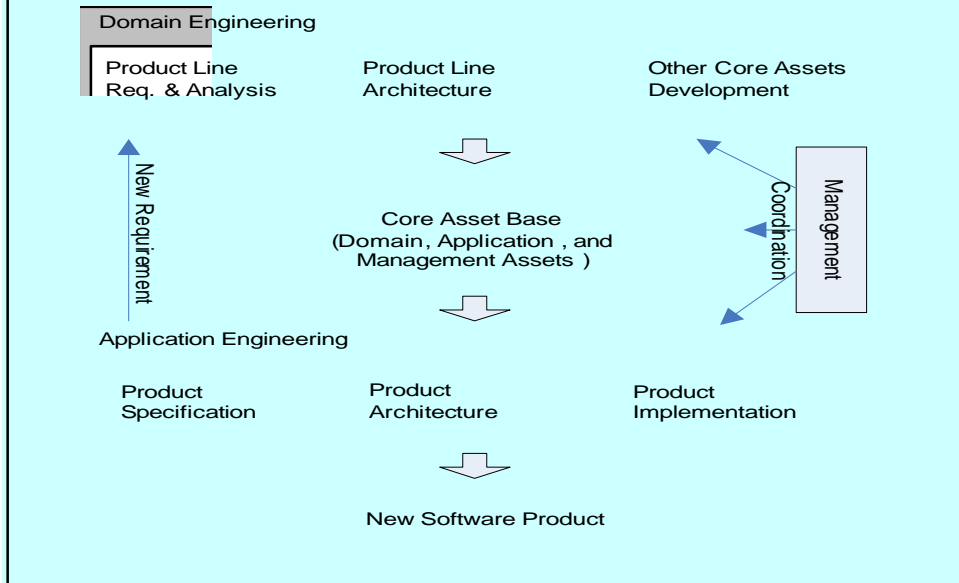 Domain Engineering
Product Line
Req. & Analysis
Product Line
Architecture
Other Core Assets
Development
New Requirement
Core Asset Base
(Domain, Application , and
Management Assets )
Coordination
Management
Application Engineering
Product
Specification
Product
Architecture
Product
Implementation
New Software Product